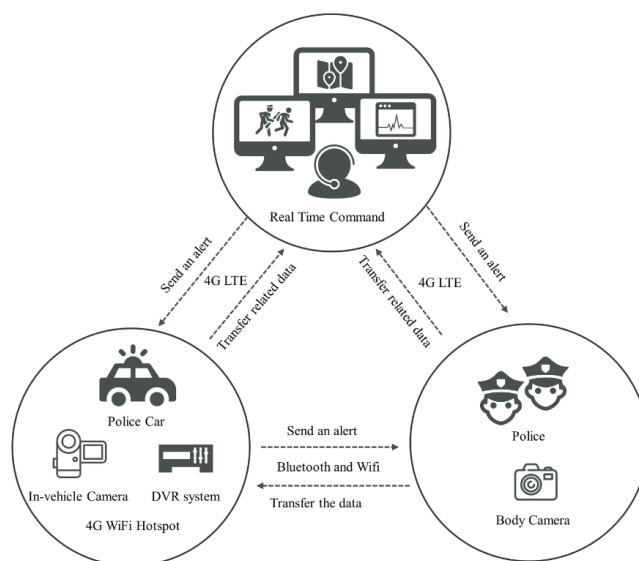 Real Time Command
Send an alert
4G LTE
Transfer related data
Send an alert
4G LTE
Transfer related data
Police Car
In-vehicle Camera
DVR system
4G WiFi Hotspot
Send an alert
Bluetooth and Wifi
Transfer the data
Police
Body Camera